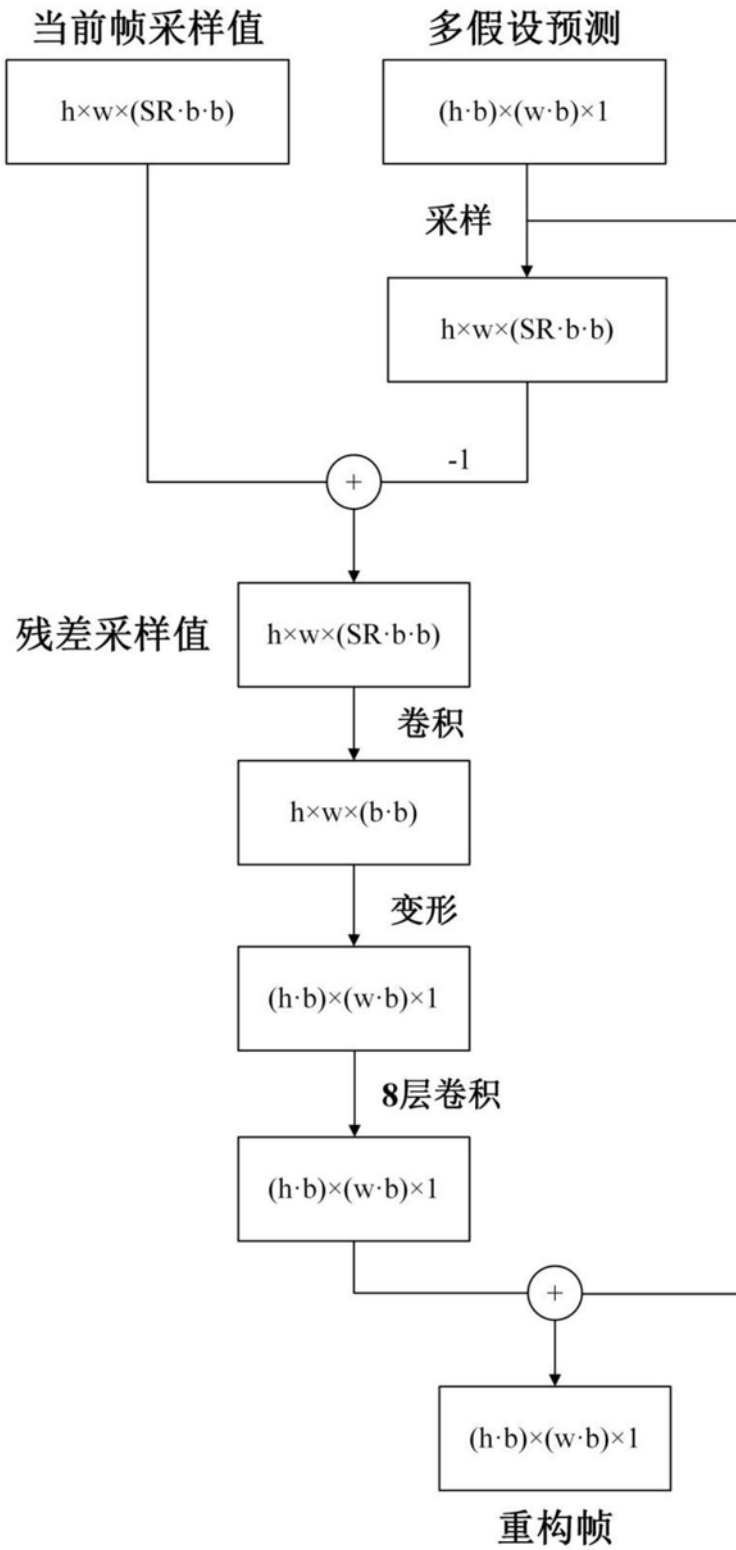 当前帧采样值
多假设预测
h×w×(SR·b·b)
(h·b)×(w·b)×1
采样
h×w×(SR·b·b)
-1
+
残差采样值
h×w×(SR·b·b)
卷积
h×w×(b·b)
变形
(h·b)×(w·b)×1
8层卷积
(h·b)×(w·b)×1
+
(h·b)×(w·b)×1
重构帧